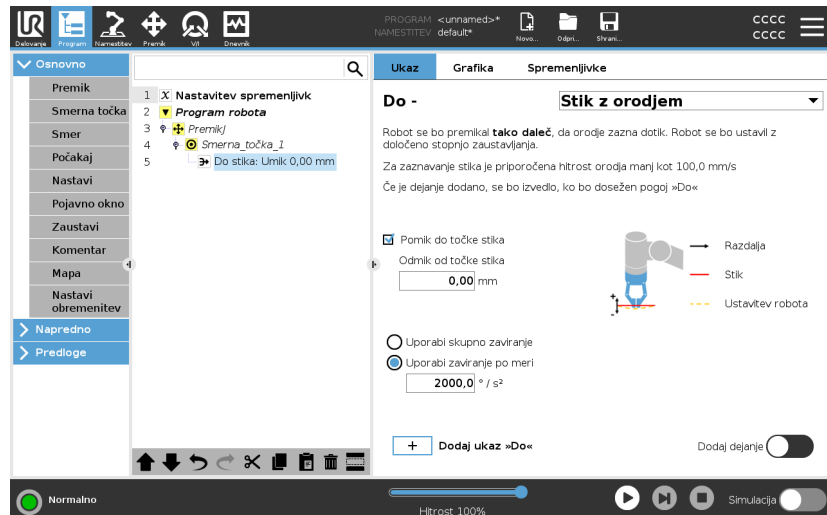 PROGRAM <unnamed>*
NAMESTITEV default*
CCCC
CCCC
Delovanje
Program
Namestitev
Premik
V/I
Dnevnik
Novo...
Odpri...
Shrani...
Osnovno
Premik
Smerna točka
Smer
Počakaj
Nastavi
Pojavno okno
Zaustavi
Komentar
Mapa
Nastavi
obremenitev
Napredno
Predloge
1 X Nastavitev spremenljivk
2 Program robota
3 PremikJ
4 Smerna_točka_1
5 Do stika: Umik 0,00 mm
Ukaz
Grafika
Spremenljivke
Do -
Stik z orodjem
Robot se bo premikal tako daleč, da orodje zazna dotik. Robot se bo ustavil z
določeno stopnjo zaustavljanja.
Za zaznavanje stika je priporočena hitrost orodja manj kot 100,0 mm/s
Če je dejanje dodano, se bo izvedlo, ko bo dosežen pogoj »Do«
Pomik do točke stika
Odmik od točke stika
0,00 mm
Razdalja
Stik
Ustavitev robota
+
-
Uporabi skupno zaviranje
Uporabi zaviranje po meri
2000,0 ° / s²
+ Dodaj ukaz »Do«
Dodaj dejanje
Normalno
Hitrost 100%
Simulacija